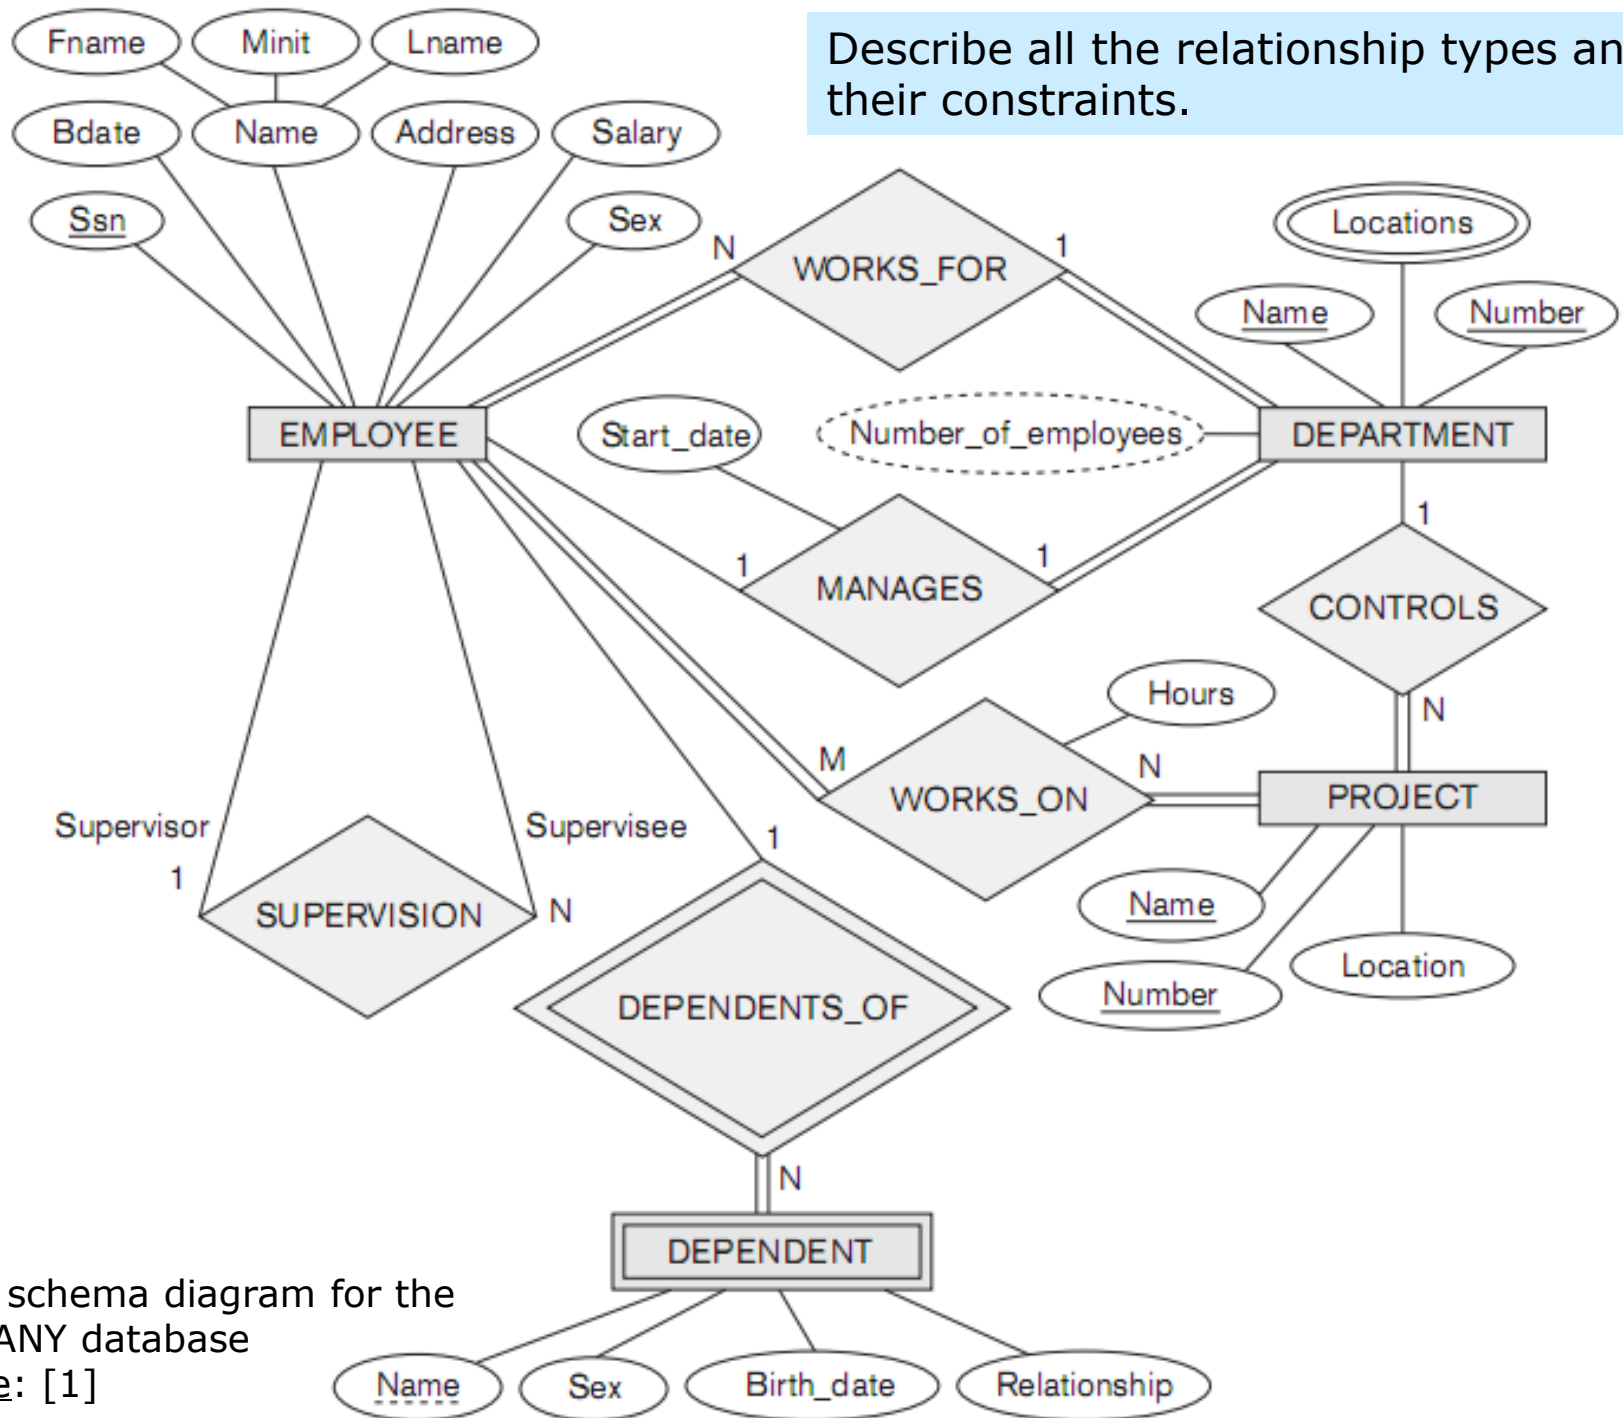 Fname
Minit
Lname
Describe all the relationship types an
their constraints.
Bdate
Name
Address
Salary
Ssn
Sex
N
WORKS_FOR
1
Locations
Name
Number
EMPLOYEE
Start_date
Number_of_employees
DEPARTMENT
1
MANAGES
1
1
CONTROLS
N
Hours
M
WORKS_ON
N
PROJECT
Supervisor
1
SUPERVISION
Supervisee
N
1
DEPENDENTS_OF
N
Name
Number
Location
DEPENDENT
schema diagram for the
ANY database
e: [1]
Name
Sex
Birth_date
Relationship